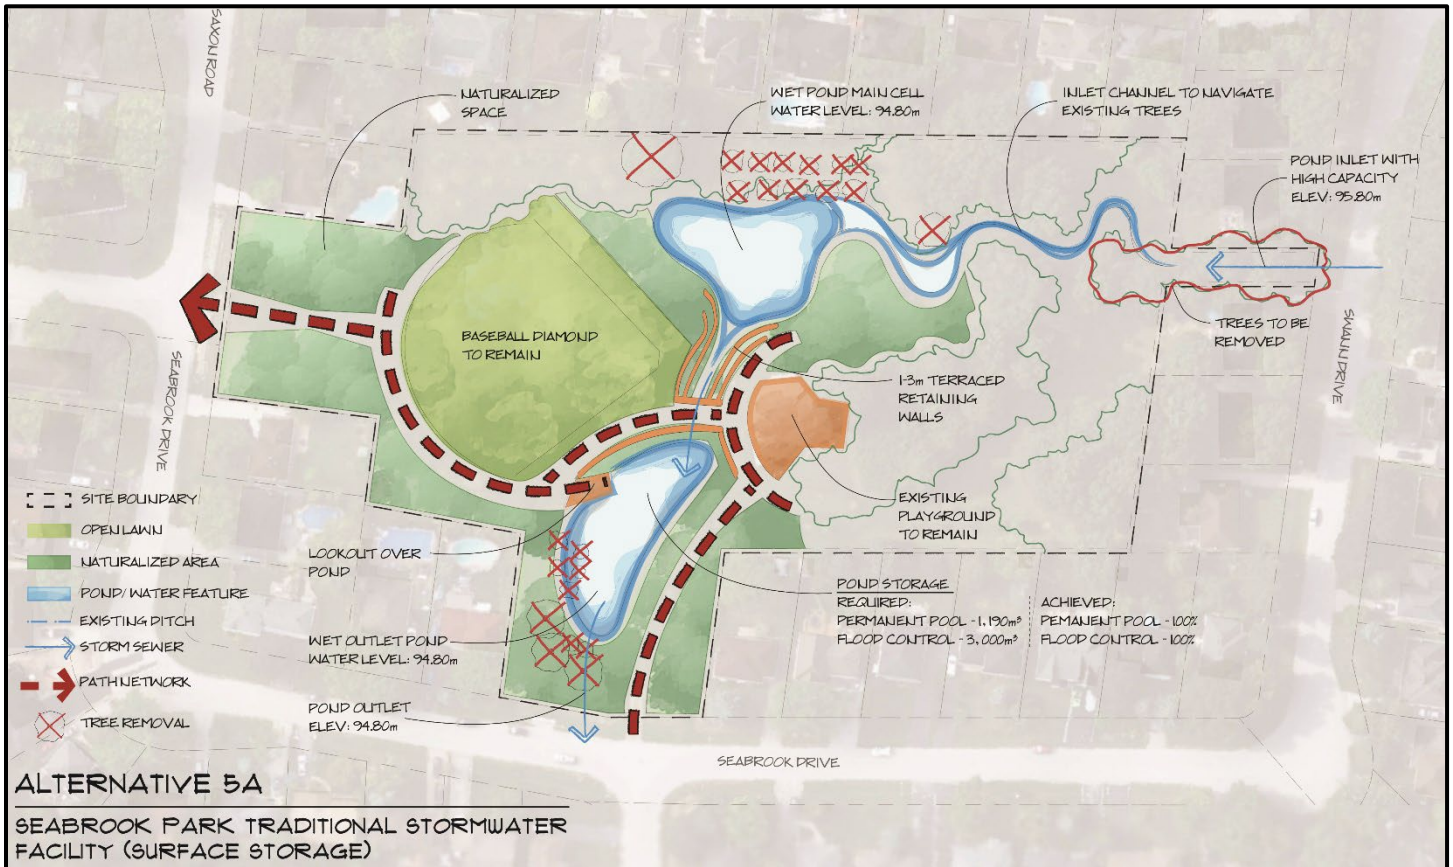 SAXON ROAD
NATURALIZED
SPACE
WET POND MAIN CELL
WATER LEVEL: 94.80m
INLET CHANNEL TO NAVIGATE
EXISTING TREES
POND INLET WITH
HIGH CAPACITY
ELEV: 95.80m
TREES TO BE
REMOVED
SWAWN DRIVE
BASEBALL DIAMOND
TO REMAIN
1-3m TERRACED
RETAINING
WALLS
SEABROOK DRIVE
EXISTING
PLAYGROUND
TO REMAIN
SITE BOUNDARY
OPEN LAWN
NATURALIZED AREA
POND/ WATER FEATURE
EXISTING DITCH
STORM SEWER
PATH NETWORK
TREE REMOVAL
LOOKOUT OVER
POND
WET OUTLET POND
WATER LEVEL: 94.80m
POND OUTLET
ELEV: 94.80m
POND STORAGE
REQUIRED:
PERMANENT POOL - 1,190m³
FLOOD CONTROL - 3,000m³
ACHIEVED:
PEMANENT POOL - 100%
FLOOD CONTROL - 100%
SEABROOK DRIVE
ALTERNATIVE 5A
SEABROOK PARK TRADITIONAL STORMWATER
FACILITY (SURFACE STORAGE)